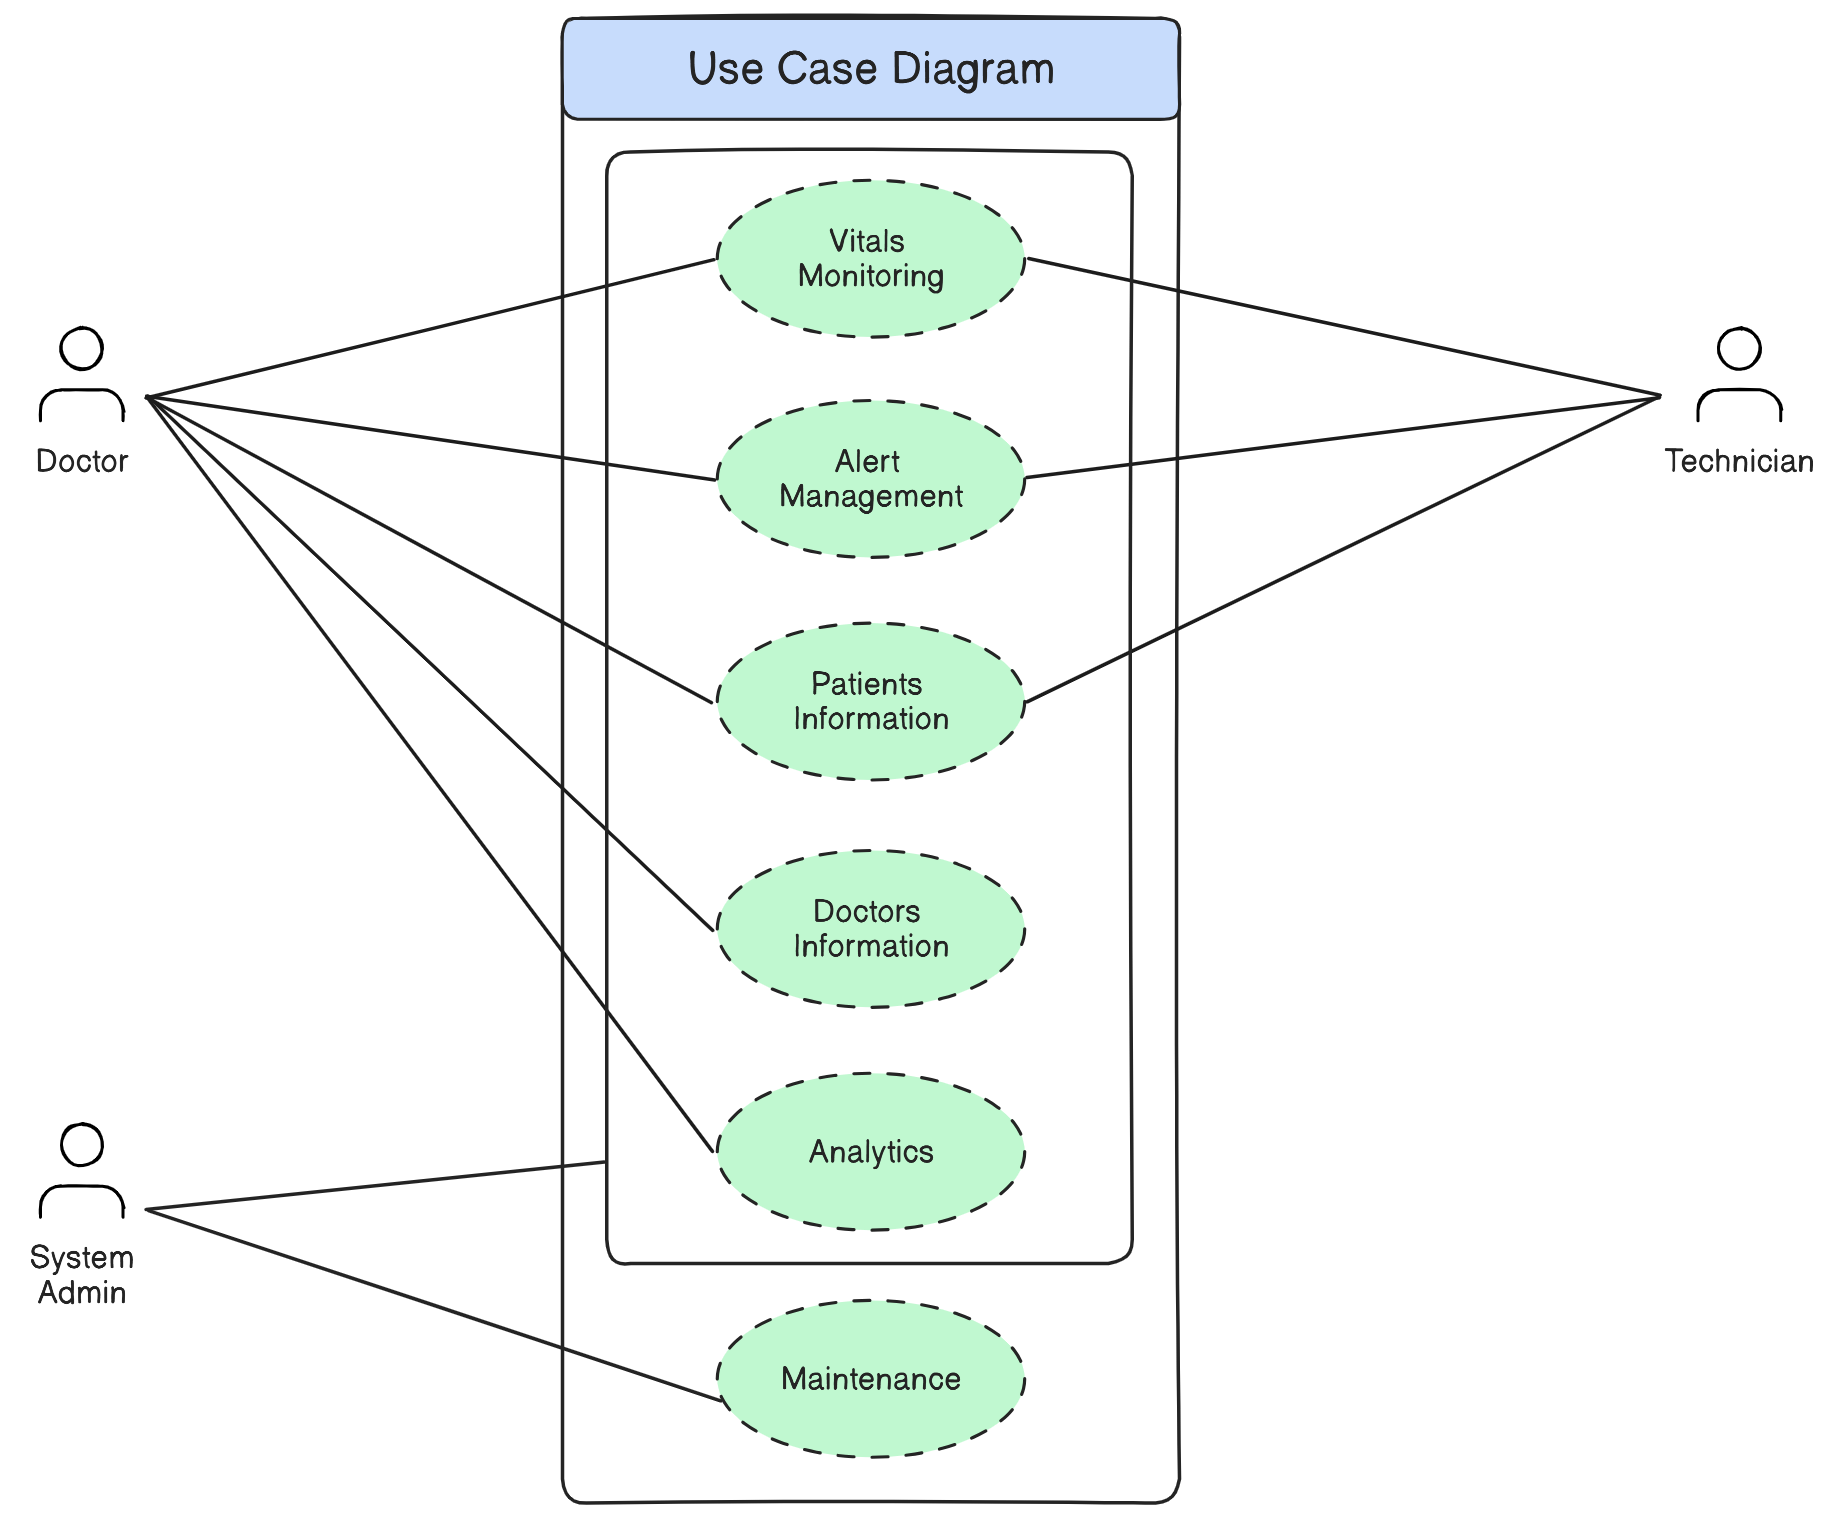 Use Case Diagram
Vitals
Monitoring
Doctor
Alert
Management
Technician
Patients
Information
Doctors
Information
Analytics
System
Admin
Maintenance